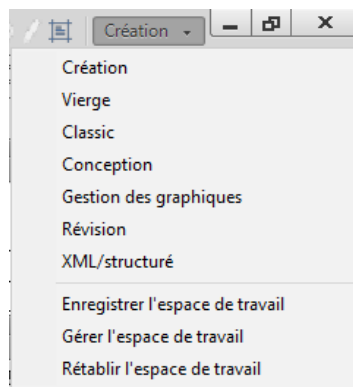 Création
Création
Vierge
Classic
Conception
Gestion des graphiques
Révision
XML/structuré
Enregistrer l'espace de travail
Gérer l'espace de travail
Rétablir l'espace de travail